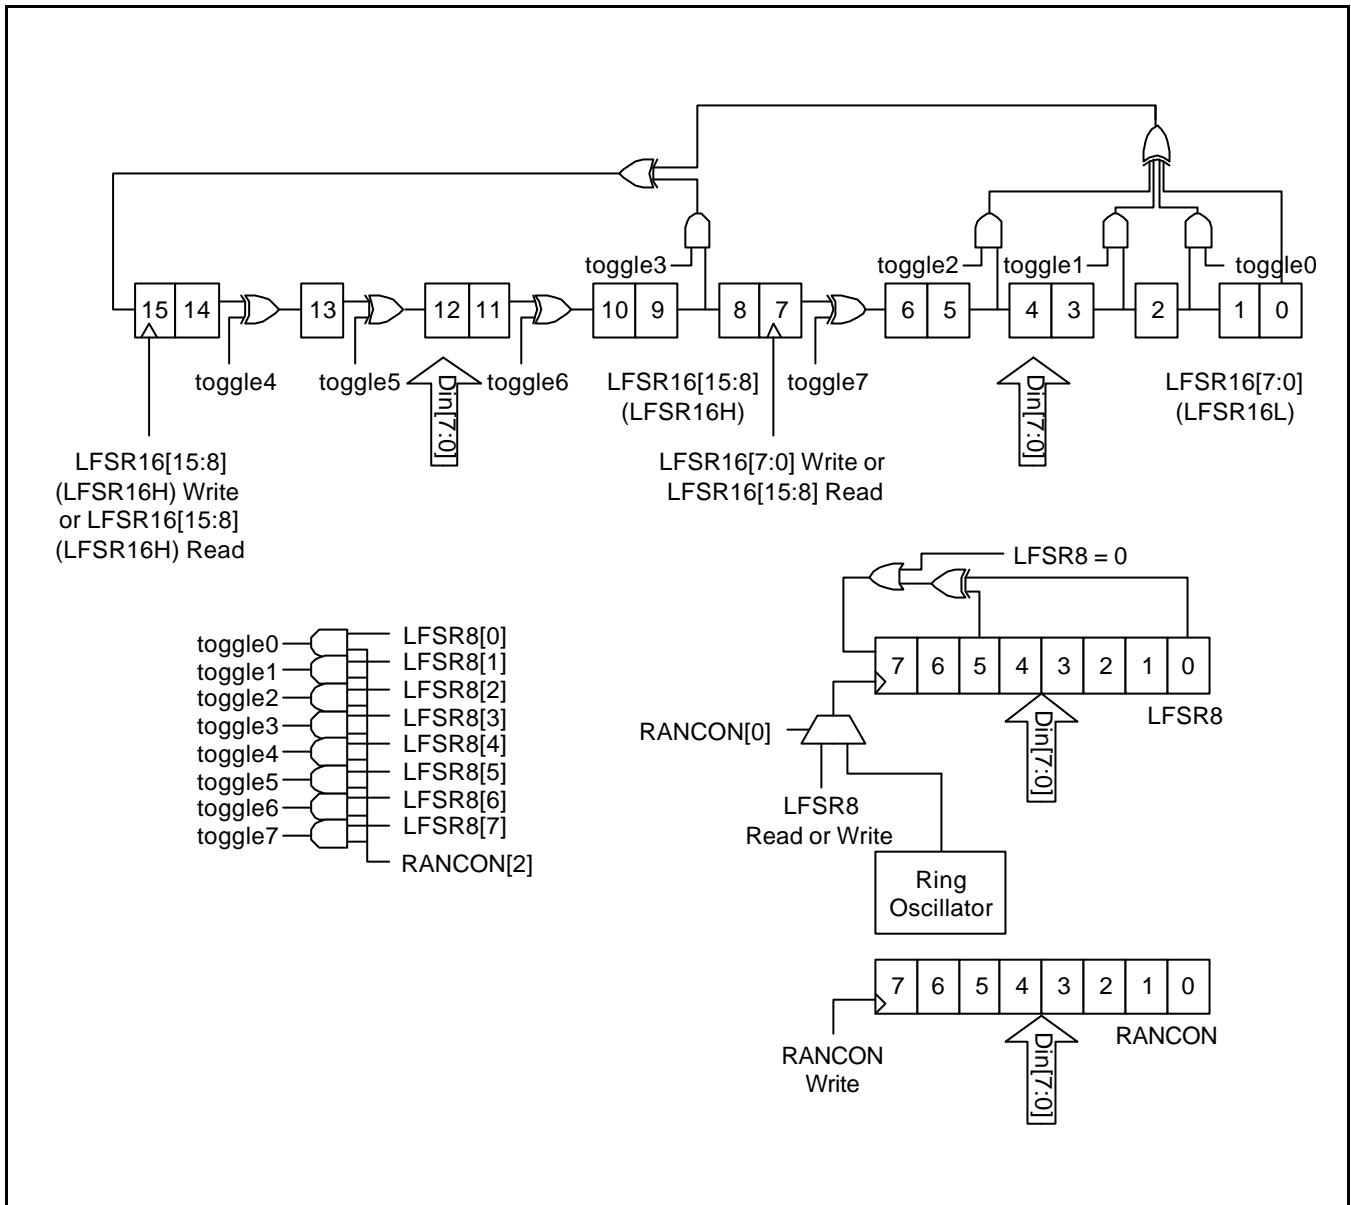 toggle3
toggle2
toggle1
toggle0
15 14 13 12 11 10 9 8 7 6 5 4 3 2 1 0
toggle4
toggle5
Din[7:0]
toggle6
LFSR16[15:8]
(LFSR16H)
toggle7
Din[7:0]
LFSR16[7:0]
(LFSR16L)
LFSR16[15:8]
(LFSR16H) Write
or LFSR16[15:8]
(LFSR16H) Read
LFSR16[7:0] Write or
LFSR16[15:8] Read
LFSR8 = 0
toggle0
toggle1
toggle2
toggle3
toggle4
toggle5
toggle6
toggle7
LFSR8[0]
LFSR8[1]
LFSR8[2]
LFSR8[3]
LFSR8[4]
LFSR8[5]
LFSR8[6]
LFSR8[7]
RANCON[2]
7 6 5 4 3 2 1 0
LFSR8
Din[7:0]
RANCON[0]
LFSR8
Read or Write
Ring
Oscillator
7 6 5 4 3 2 1 0
RANCON
Din[7:0]
RANCON
Write